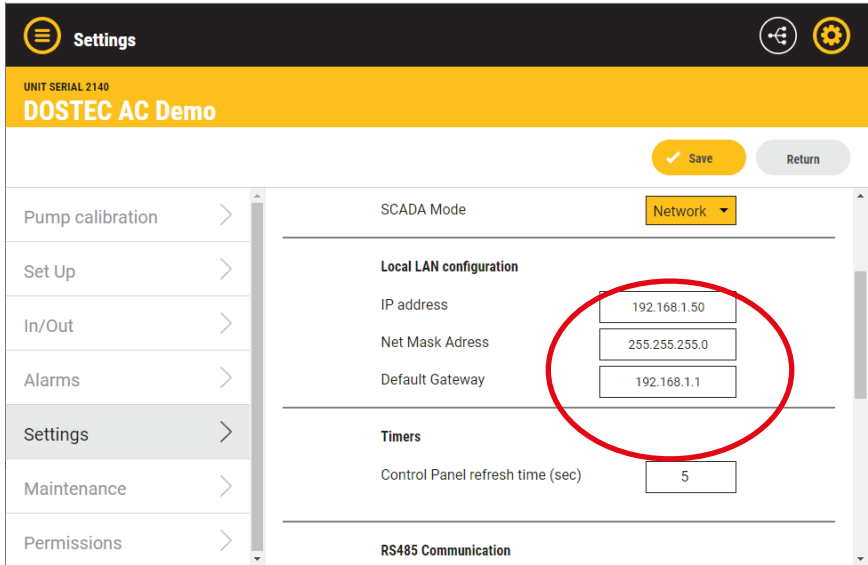 Settings
UNIT SERIAL 2140
DOSTEC AC Demo
Save
Return
Pump calibration
Set Up
In/Out
Alarms
Settings
Maintenance
Permissions
SCADA Mode Network
Local LAN configuration
IP address 192.168.1.50
Net Mask Adress 255.255.255.0
Default Gateway 192.168.1.1
Timers
Control Panel refresh time (sec) 5
RS485 Communication